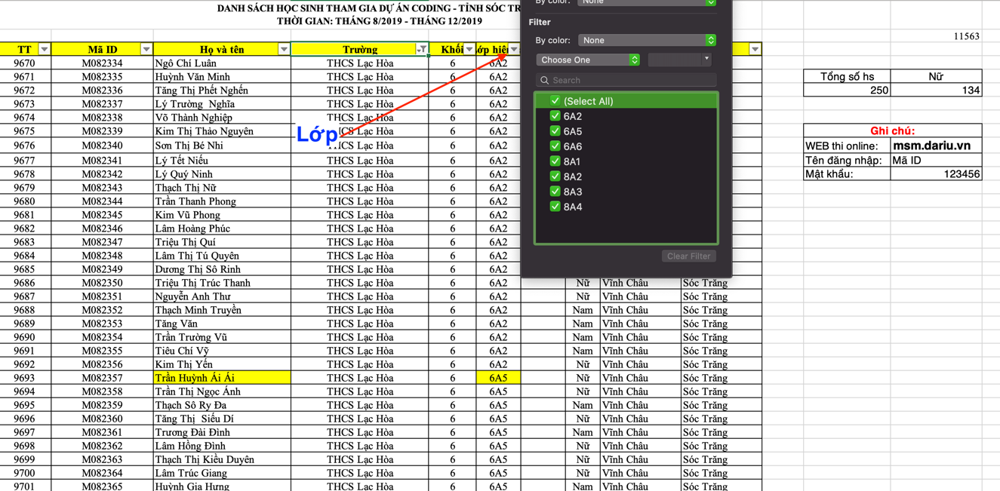 DANH SÁCH HỌC SINH THAM GIA DỰ ÁN CODING - TỈNH SÓC TR
THỜI GIAN: THÁNG 8/2019 - THÁNG 12/2019
By color: None
Filter
By color: None
Choose One
Search
(Select All)
6A2
6A5
6A6
8A1
8A2
8A3
8A4
Clear Filter
11563
Tổng số hs Nữ
250 134
Ghi chú:
WEB thi online: msm.dariu.vn
Tên đăng nhập: Mã ID
Mật khẩu: 123456
Lớp
TT Mã ID Họ và tên Trường Khối
9670 M082334 Ngô Chí Luân THCS Lạc Hòa 6 6A2
9671 M082335 Huỳnh Văn Minh THCS Lạc Hòa 6 6A2
9672 M082336 Tăng Thị Phết Nghến THCS Lạc Hòa 6 6A2
9673 M082337 Lý Trường Nghĩa THCS Lạc Hòa 6 6A2
9674 M082338 Võ Thành Nghiệp THCS Lạc Hòa 6 6A2
9675 M082339 Kim Thị Thảo Nguyên Lạc Hòa 6 6A2
9676 M082340 Sơn Thị Bé Nhi Lạc Hòa 6 6A2
9677 M082341 Lý Tết Niếu THCS Lạc Hòa 6 6A2
9678 M082342 Lý Quý Ninh THCS Lạc Hòa 6 6A2
9679 M082343 Thạch Thị Nữ THCS Lạc Hòa 6 6A2
9680 M082344 Trần Thanh Phong THCS Lạc Hòa 6 6A2
9681 M082345 Kim Vũ Phong THCS Lạc Hòa 6 6A2
9682 M082346 Lâm Hoàng Phúc THCS Lạc Hòa 6 6A2
9683 M082347 Triệu Thị Quí THCS Lạc Hòa 6 6A2
9684 M082348 Lâm Thị Tú Quyên THCS Lạc Hòa 6 6A2
9685 M082349 Dương Thị Sô Rinh THCS Lạc Hòa 6 6A2
9686 M082350 Triệu Thị Trúc Thanh THCS Lạc Hòa 6 6A2 Nữ Vĩnh Châu Sóc Trăng
9687 M082351 Nguyễn Anh Thư THCS Lạc Hòa 6 6A2 Nữ Vĩnh Châu Sóc Trăng
9688 M082352 Thạch Minh Truyền THCS Lạc Hòa 6 6A2 Nam Vĩnh Châu Sóc Trăng
9689 M082353 Tăng Văn THCS Lạc Hòa 6 6A2 Nam Vĩnh Châu Sóc Trăng
9690 M082354 Trần Trường Vũ THCS Lạc Hòa 6 6A2 Nam Vĩnh Châu Sóc Trăng
9691 M082355 Tiêu Chí Vỹ THCS Lạc Hòa 6 6A2 Nam Vĩnh Châu Sóc Trăng
9692 M082356 Kim Thị Yến THCS Lạc Hòa 6 6A2 Nữ Vĩnh Châu Sóc Trăng
9693 M082357 Trần Huỳnh Ái Ái THCS Lạc Hòa 6 6A5 Nữ Vĩnh Châu Sóc Trăng
9694 M082358 Trần Thị Ngọc Ánh THCS Lạc Hòa 6 6A5 Nữ Vĩnh Châu Sóc Trăng
9695 M082359 Thạch Sô Ry Đa THCS Lạc Hòa 6 6A5 Nam Vĩnh Châu Sóc Trăng
9696 M082360 Tăng Thị Siếu Dí THCS Lạc Hòa 6 6A5 Nữ Vĩnh Châu Sóc Trăng
9697 M082361 Trương Đài Đình THCS Lạc Hòa 6 6A5 Nam Vĩnh Châu Sóc Trăng
9698 M082362 Lâm Hồng Đình THCS Lạc Hòa 6 6A5 Nữ Vĩnh Châu Sóc Trăng
9699 M082363 Thạch Thị Kiều Duyên THCS Lạc Hòa 6 6A5 Nữ Vĩnh Châu Sóc Trăng
9700 M082364 Lâm Trúc Giang THCS Lạc Hòa 6 6A5 Nữ Vĩnh Châu Sóc Trăng
9701 M082365 Huỳnh Gia Hưng THCS Lạc Hòa 6 6A5 Nam Vĩnh Châu Sóc Trăng